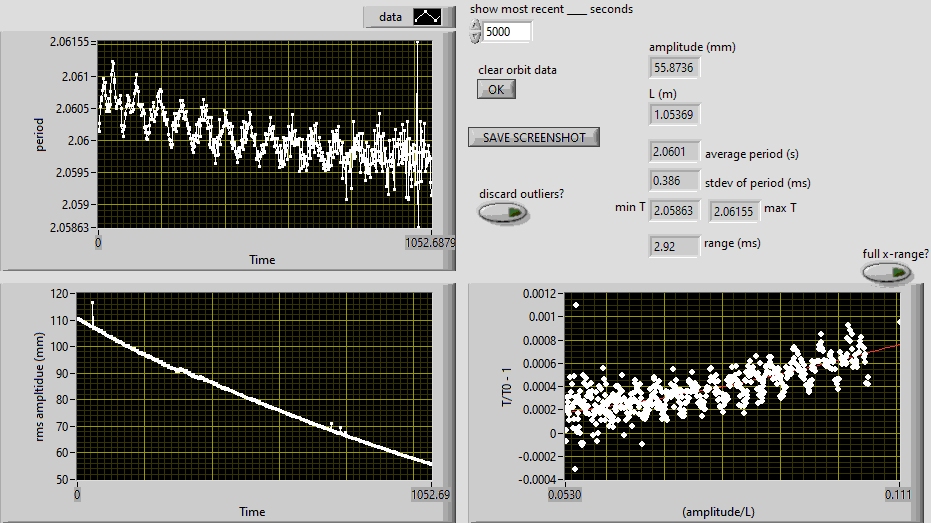 data
show most recent ___ seconds
5000
clear orbit data
OK
SAVE SCREENSHOT
discard outliers?
amplitude (mm)
55.8736
L (m)
1.05369
2.0601 average period (s)
0.386 stdev of period (ms)
min T 2.05863 2.06155 max T
2.92 range (ms)
full x-range?
period
2.06155
2.061
2.0605
2.06
2.0595
2.059
2.05863
0 1052.6879
Time
rms ampltidue (mm)
120
110
100
90
80
70
60
50
0 1052.69
Time
T/T0 - 1
0.0012
0.001
0.0008
0.0006
0.0004
0.0002
0
-0.0002
-0.0004
0.0530 0.111
(amplitude/L)